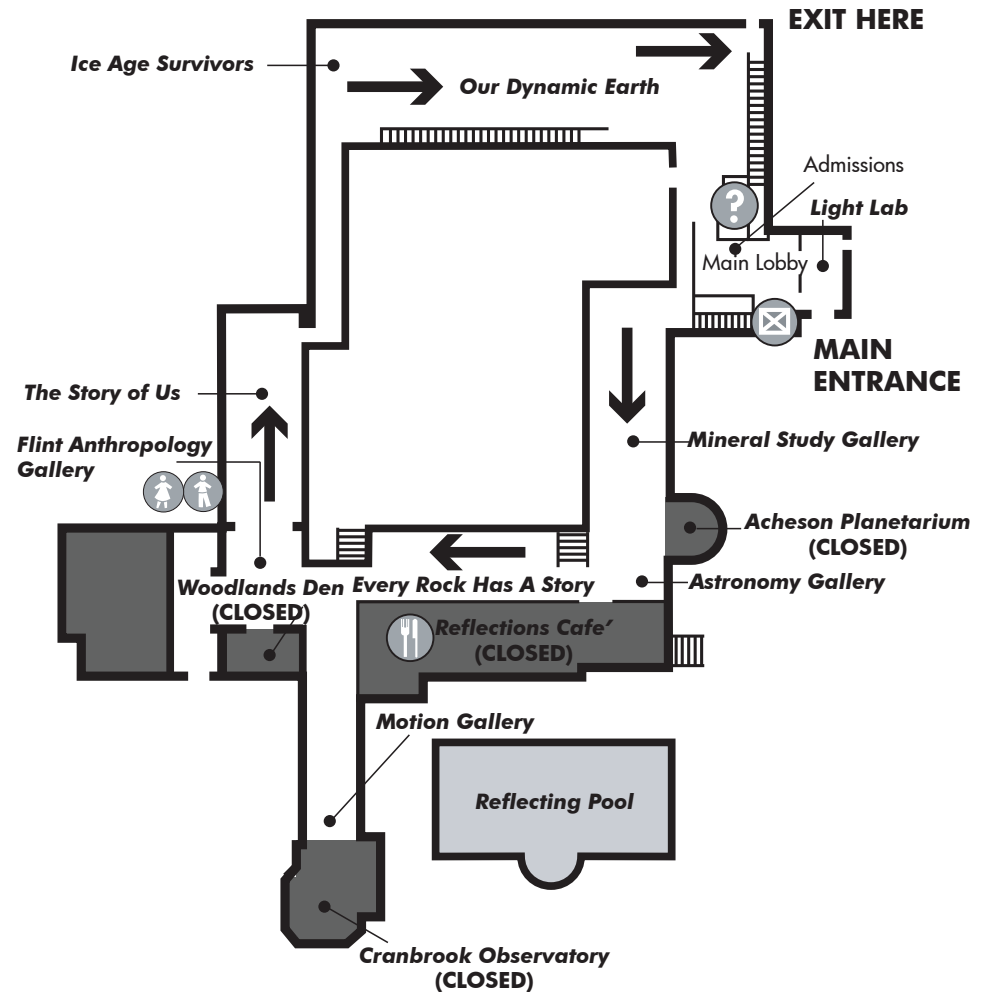 EXIT HERE
Ice Age Survivors
Our Dynamic Earth
Admissions
?
Light Lab
Main Lobby
MAIN
ENTRANCE
The Story of Us
Flint Anthropology
Gallery
Mineral Study Gallery
Acheson Planetarium
(CLOSED)
Woodlands Den
(CLOSED)
Every Rock Has A Story
Astronomy Gallery
Reflections Cafe’
(CLOSED)
Motion Gallery
Reflecting Pool
Cranbrook Observatory
(CLOSED)